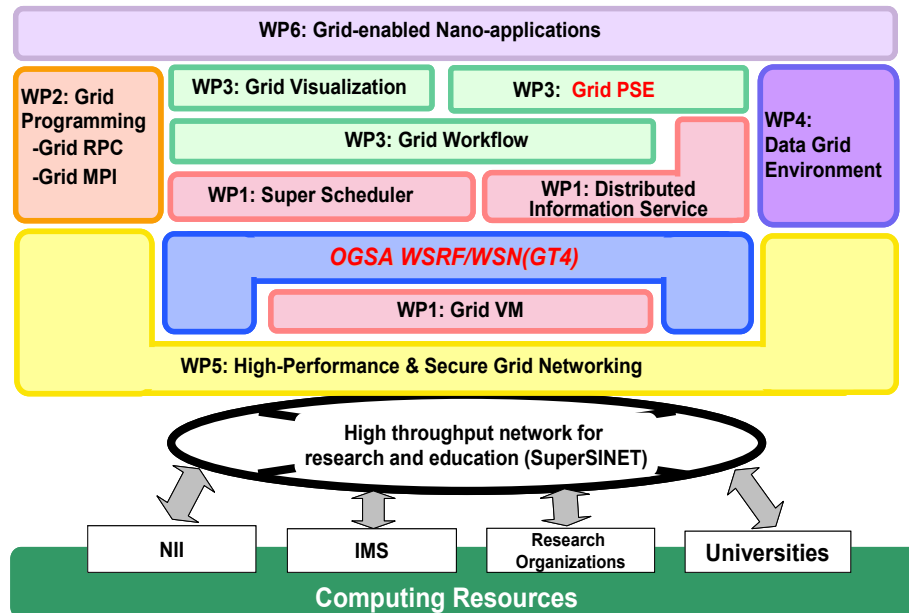 WP6: Grid-enabled Nano-applications
WP2: Grid
Programming
-Grid RPC
-Grid MPI
WP3: Grid Visualization
WP3: Grid PSE
WP3: Grid Workflow
WP4:
Data Grid
Environment
WP1: Super Scheduler
WP1: Distributed
Information Service
OGSA WSRF/WSN(GT4)
WP1: Grid VM
WP5: High-Performance & Secure Grid Networking
High throughput network for
research and education (SuperSINET)
NII
IMS
Research
Organizations
Universities
Computing Resources